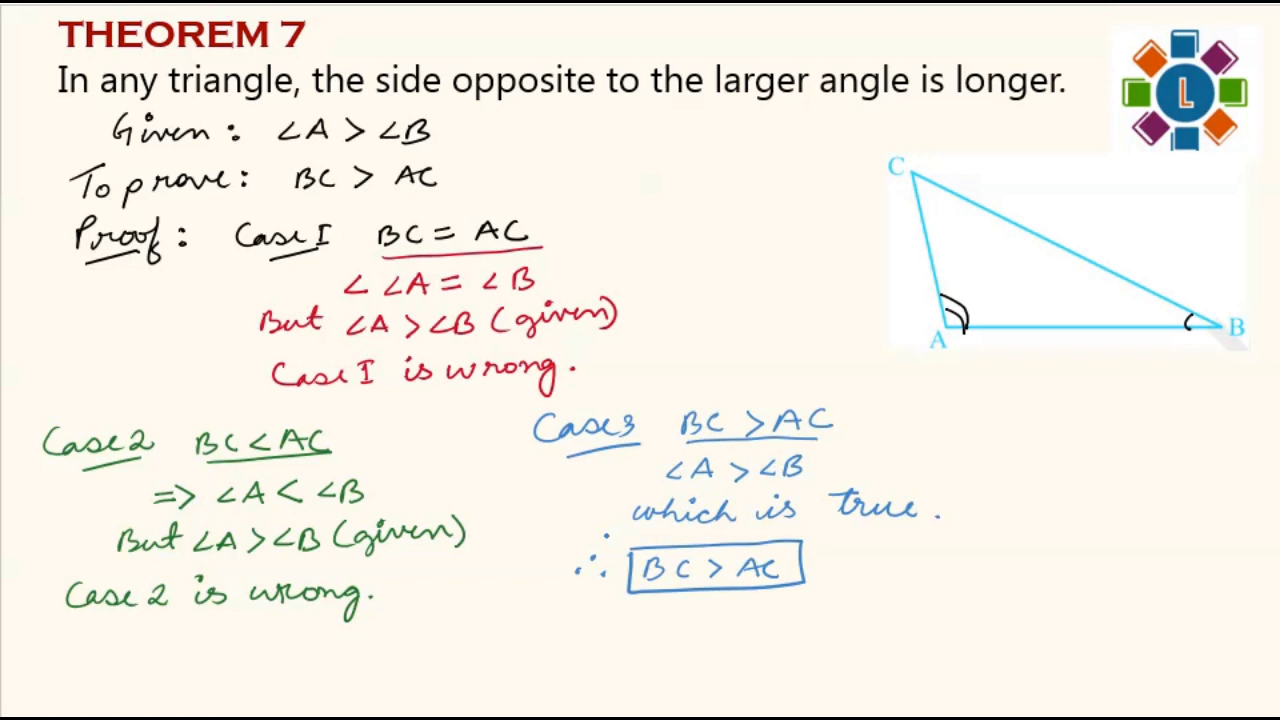 THEOREM 7
In any triangle, the side opposite to the larger angle is longer.
L
Given: ∠A > ∠B
To prove: BC > AC
Proof: Case I BC = AC
∠ ∠A = ∠B
But ∠A > ∠B (given)
Case I is wrong.
C
A
B
Case 2 BC < AC
=> ∠A < ∠B
But ∠A > ∠B (given)
Case 2 is wrong.
Case 3 BC > AC
∠A > ∠B
which is true.
∴ BC > AC